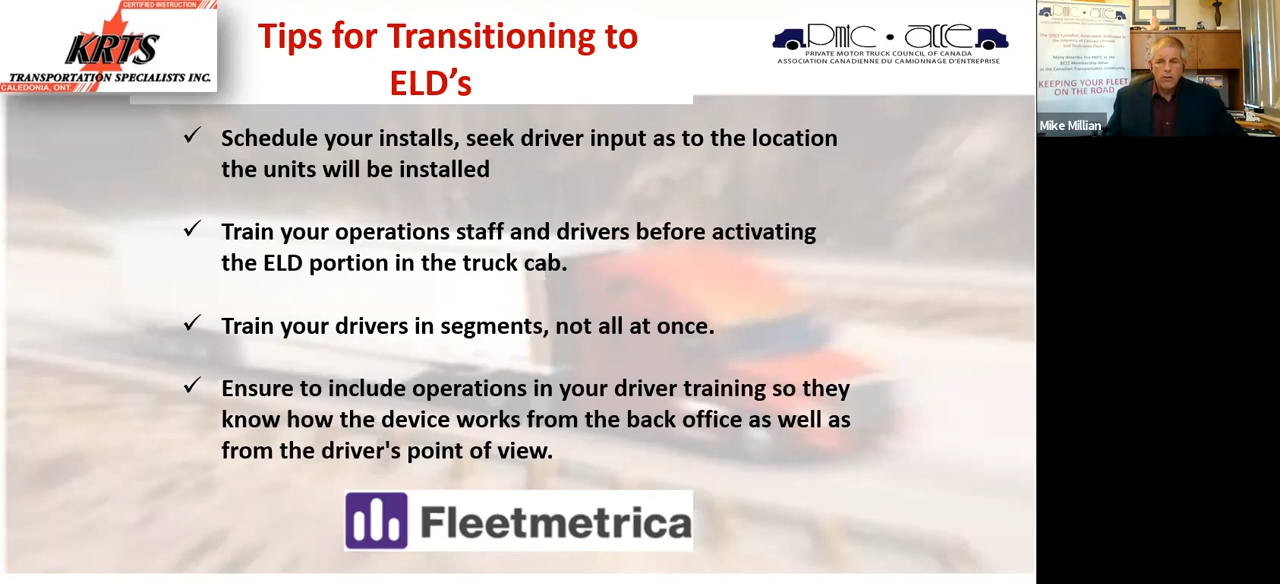 CERTIFIED INSTRUCTION
KRTS
TRANSPORTATION SPECIALISTS INC.
CALEDONIA, ONT.
Tips for Transitioning to
ELD’s
pmtc · acce
PRIVATE MOTOR TRUCK COUNCIL OF CANADA
ASSOCIATION CANADIENNE DU CAMIONNAGE D'ENTREPRISE
✓ Schedule your installs, seek driver input as to the location
the units will be installed
✓ Train your operations staff and drivers before activating
the ELD portion in the truck cab.
✓ Train your drivers in segments, not all at once.
✓ Ensure to include operations in your driver training so they
know how the device works from the back office as well as
from the driver's point of view.
Fleetmetrica
KEEPING YOUR FLEET
ON THE ROAD
Mike Millian